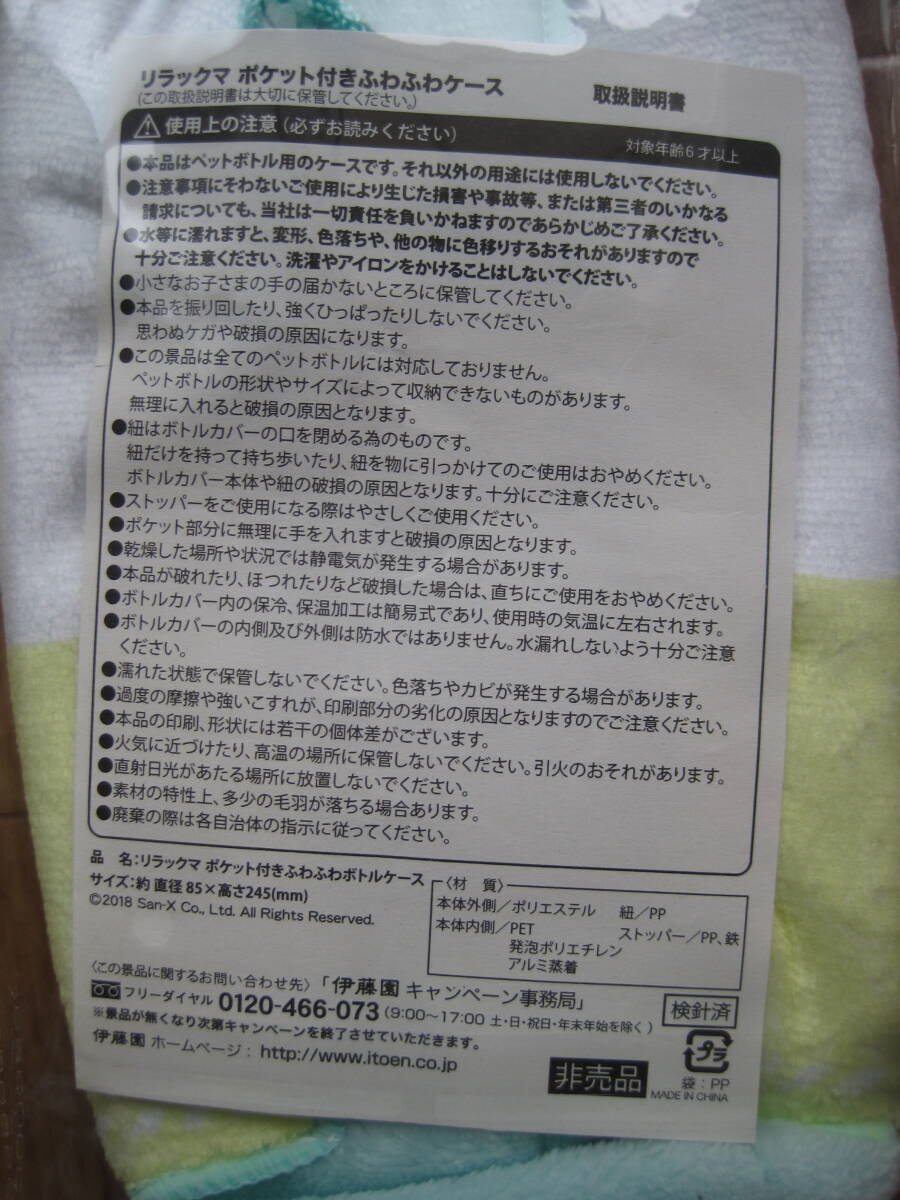 リラックマ ポケット付きふわふわケース
取扱説明書
(この取扱説明書は大切に保管してください。)
⚠使用上の注意(必ずお読みください)
対象年齢6才以上
●本品はペットボトル用のケースです。それ以外の用途には使用しないでください。
●注意事項にそわないご使用により生じた損害や事故等、または第三者のいかなる
請求についても、当社は一切責任を負いかねますのであらかじめご了承ください。
●水等に濡れますと、変形、色落ちや、他の物に色移りするおそれがありますので
十分ご注意ください。洗濯やアイロンをかけることはしないでください。
●小さなお子さまの手の届かないところに保管してください。
●本品を振り回したり、強くひっぱったりしないでください。
思わぬケガや破損の原因になります。
●この景品は全てのペットボトルには対応しておりません。
ペットボトルの形状やサイズによって収納できないものがあります。
無理に入れると破損の原因となります。
●紐はボトルカバーの口を閉める為のものです。
紐だけを持って持ち歩いたり、紐を物に引っかけてのご使用はおやめください。
ボトルカバー本体や紐の破損の原因となります。十分にご注意ください。
●ストッパーをご使用になる際はやさしくご使用ください。
●ポケット部分に無理に手を入れますと破損の原因となります。
●乾燥した場所や状況では静電気が発生する場合があります。
●本品が破れたり、ほつれたりなど破損した場合は、直ちにご使用をおやめください。
●ボトルカバー内の保冷、保温加工は簡易式であり、使用時の気温に左右されます。
●ボトルカバーの内側及び外側は防水ではありません。水漏れしないよう十分ご注意
ください。
●濡れた状態で保管しないでください。色落ちやカビが発生する場合があります。
●過度の摩擦や強いこすれが、印刷部分の劣化の原因となりますのでご注意ください。
●本品の印刷、形状には若干の個体差がございます。
●火気に近づけたり、高温の場所に保管しないでください。引火のおそれがあります。
●直射日光があたる場所に放置しないでください。
●素材の特性上、多少の毛羽が落ちる場合あります。
●廃棄の際は各自治体の指示に従ってください。
品 名:リラックマ ポケット付きふわふわボトルケース
サイズ:約 直径 85×高さ245(mm)
©2018 San-X Co., Ltd. All Rights Reserved.
〈材 質〉
本体外側/ポリエステル 紐/PP
本体内側/PET ストッパー/PP、鉄
発泡ポリエチレン
アルミ蒸着
〈この景品に関するお問い合わせ先〉「伊藤園 キャンペーン事務局」
フリーダイヤル 0120-466-073(9:00〜17:00 土・日・祝日・年末年始を除く)
※景品が無くなり次第キャンペーンを終了させていただきます。
伊藤園 ホームページ:http://www.itoen.co.jp
検針済
プラ
非売品
袋:PP
MADE IN CHINA